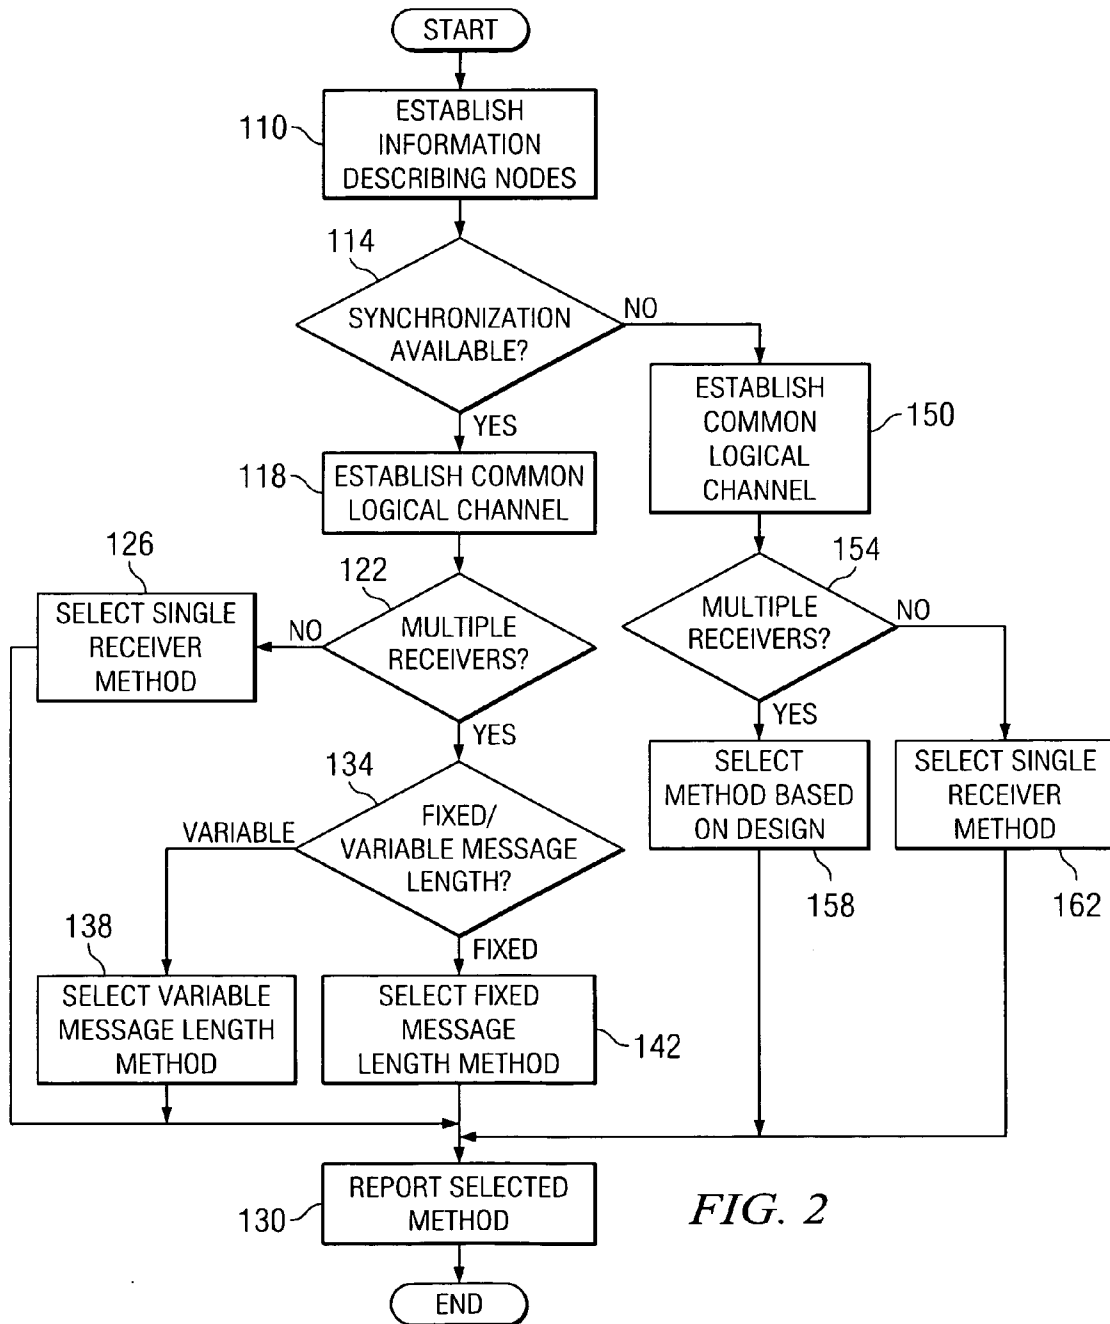 START
110
ESTABLISH
INFORMATION
DESCRIBING NODES
114
SYNCHRONIZATION
AVAILABLE?
NO
YES
ESTABLISH
COMMON
LOGICAL
CHANNEL
150
118
ESTABLISH COMMON
LOGICAL CHANNEL
126
SELECT SINGLE
RECEIVER
METHOD
122
NO
MULTIPLE
RECEIVERS?
YES
154
MULTIPLE
RECEIVERS?
NO
YES
134
VARIABLE
FIXED/
VARIABLE MESSAGE
LENGTH?
FIXED
SELECT
METHOD BASED
ON DESIGN
158
SELECT SINGLE
RECEIVER
METHOD
162
138
SELECT VARIABLE
MESSAGE LENGTH
METHOD
SELECT FIXED
MESSAGE
LENGTH METHOD
142
130
REPORT SELECTED
METHOD
FIG. 2
END